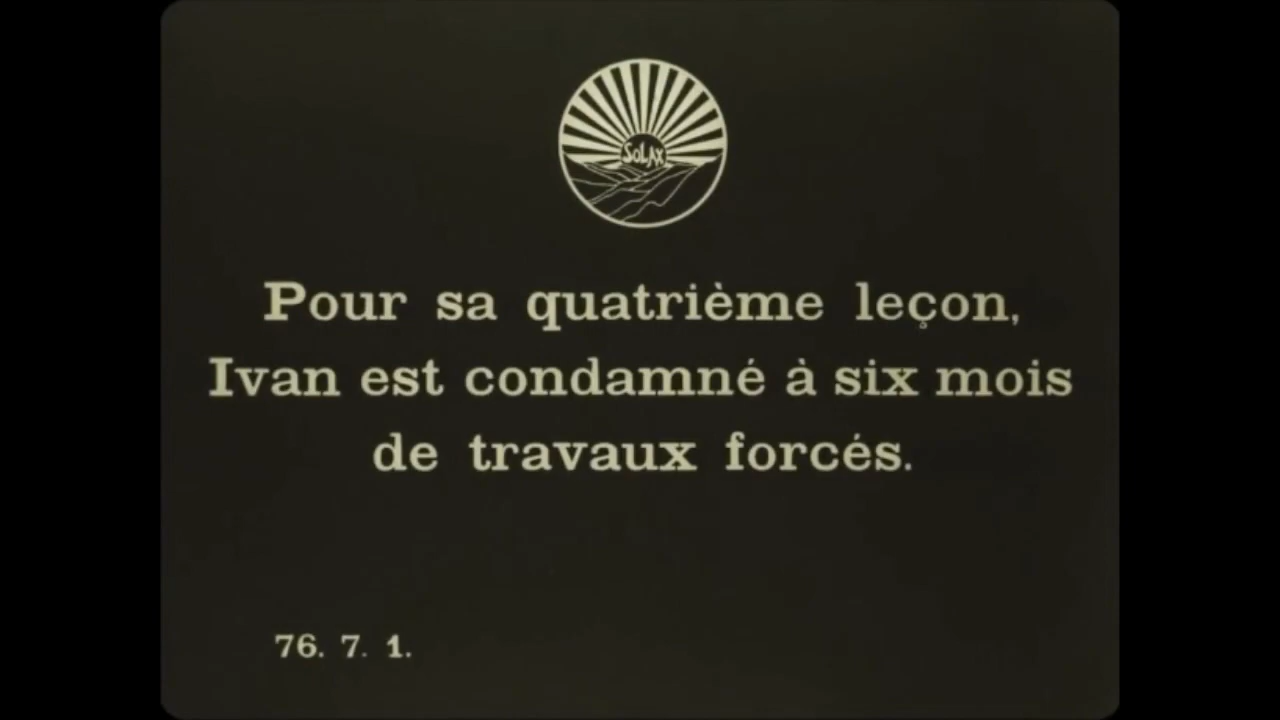 SOLAX
Pour sa quatrième leçon,
Ivan est condamné à six mois
de travaux forcés.
76. 7. 1.